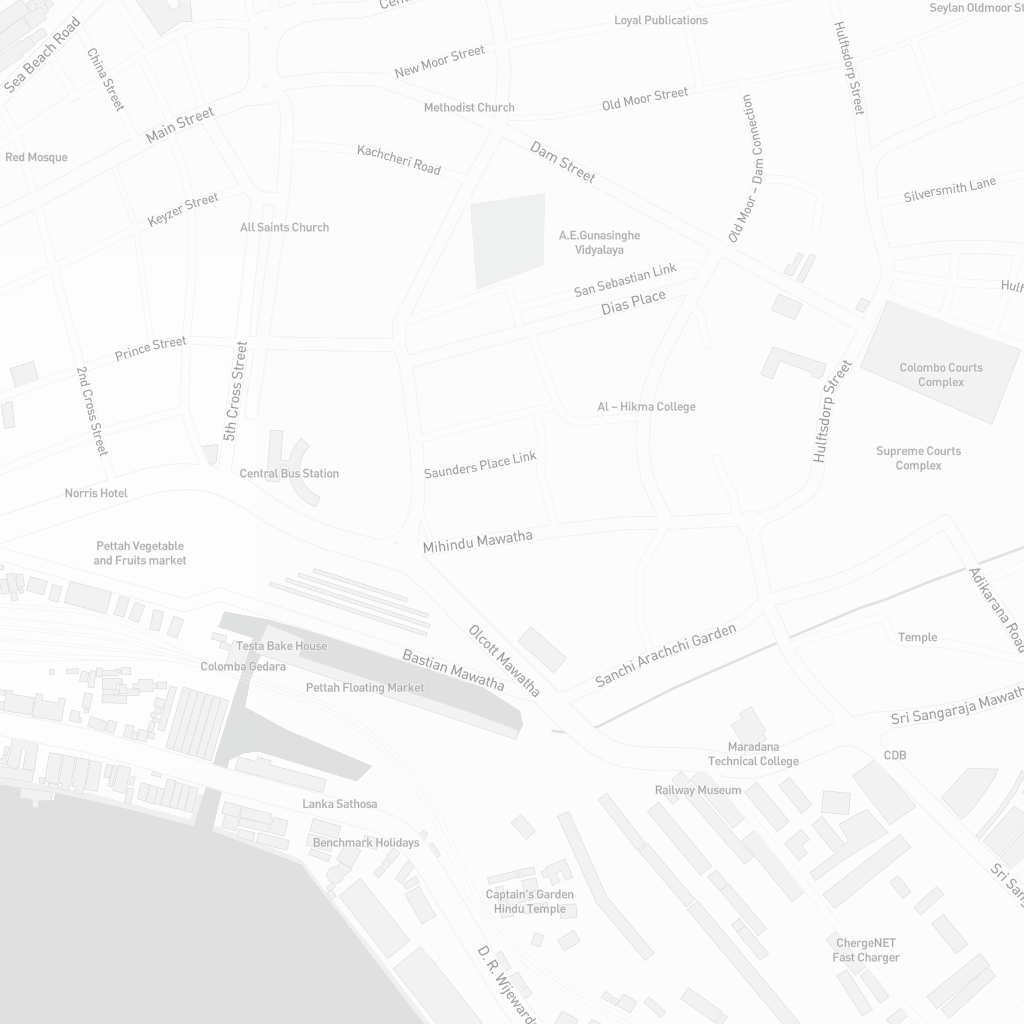 Seylan Oldmoor
Loyal Publications
Sea Beach Road
China Street
New Moor Street
Hulftsdorp Street
Methodist Church
Old Moor Street
Main Street
Old Moor – Dam Connection
Red Mosque
Kachcheri Road
Dam Street
Silversmith Lane
Keyzer Street
All Saints Church
A.E.Gunasinghe
Vidyalaya
San Sebastian Link
Dias Place
Prince Street
2nd Cross Street
5th Cross Street
Colombo Courts
Complex
Hulftsdorp Street
Al – Hikma College
Supreme Courts
Complex
Saunders Place Link
Central Bus Station
Norris Hotel
Mihindu Mawatha
Pettah Vegetable
and Fruits market
Adikarana Road
Temple
Olcott Mawatha
Sanchi Arachchi Garden
Testa Bake House
Colomba Gedara
Bastian Mawatha
Pettah Floating Market
Sri Sangaraja Mawatha
Maradana
Technical College
CDB
Railway Museum
Lanka Sathosa
Benchmark Holidays
Captain's Garden
Hindu Temple
ChergeNET
Fast Charger
D. R.